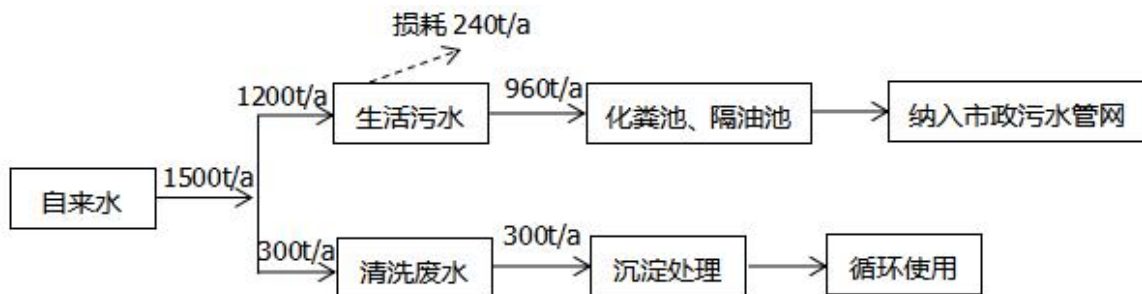 损耗 240t/a
1200t/a
生活污水
960t/a
化粪池、隔油池
纳入市政污水管网
自来水
1500t/a
300t/a
清洗废水
300t/a
沉淀处理
循环使用